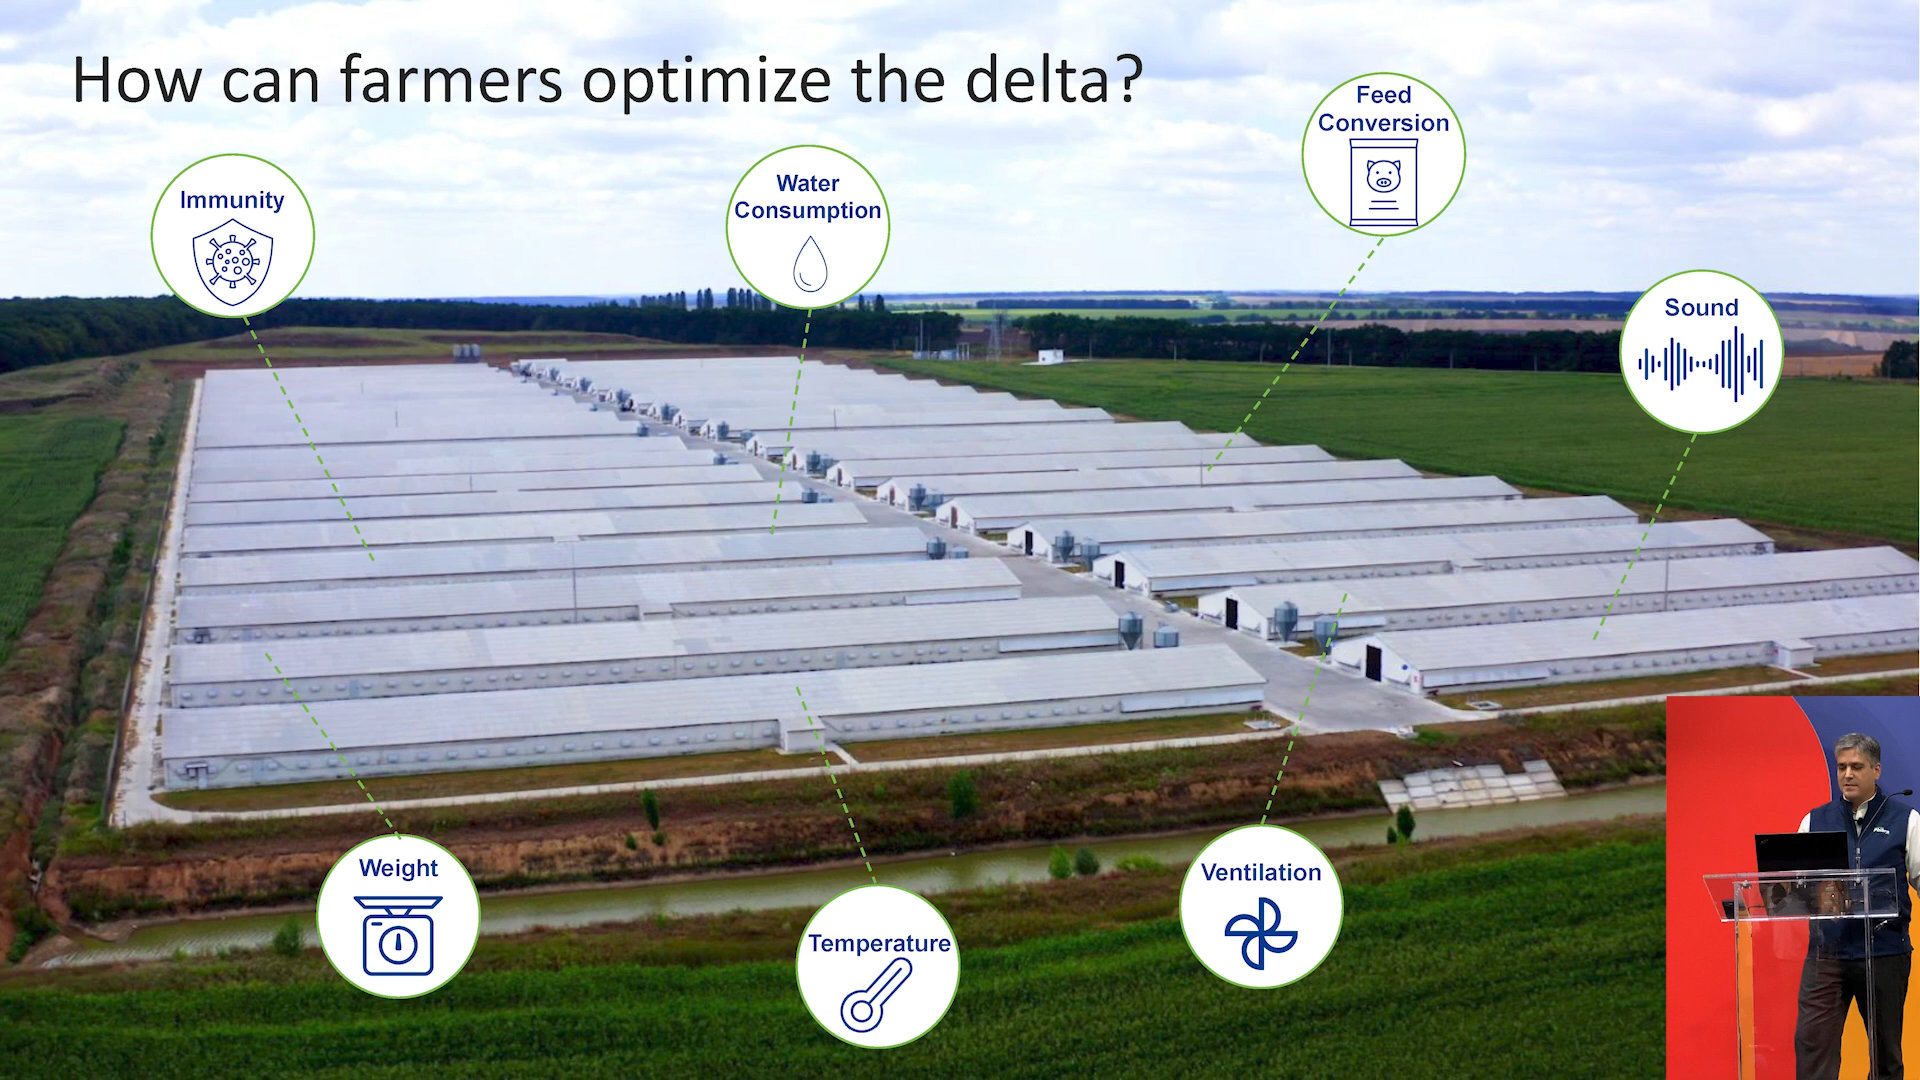 How can farmers optimize the delta?
Feed
Conversion
Water
Consumption
Immunity
Sound
Weight
Ventilation
Temperature